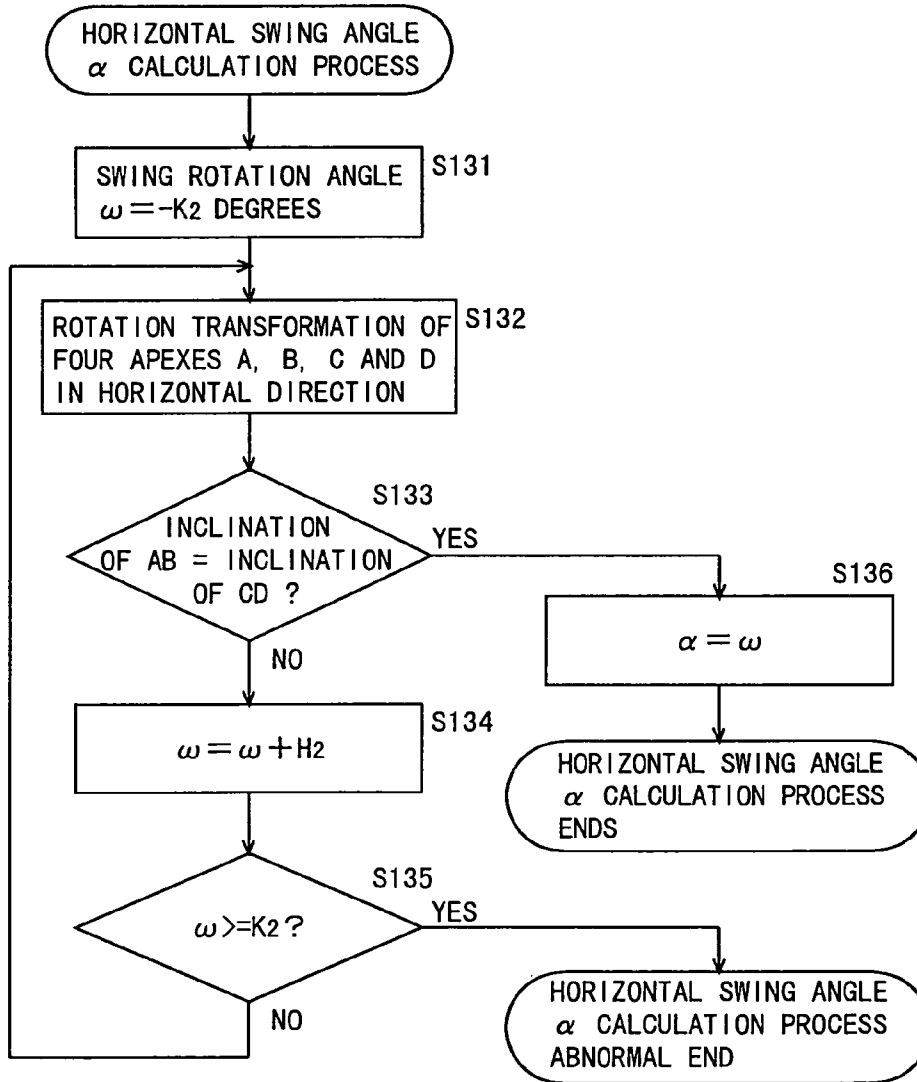 HORIZONTAL SWING ANGLE
α CALCULATION PROCESS
S131
SWING ROTATION ANGLE
ω=-K2 DEGREES
S132
ROTATION TRANSFORMATION OF
FOUR APEXES A, B, C AND D
IN HORIZONTAL DIRECTION
S133
INCLINATION
OF AB = INCLINATION
OF CD ?
YES
NO
S136
α=ω
S134
ω=ω+H2
HORIZONTAL SWING ANGLE
α CALCULATION PROCESS
ENDS
S135
ω>=K2?
YES
NO
HORIZONTAL SWING ANGLE
α CALCULATION PROCESS
ABNORMAL END